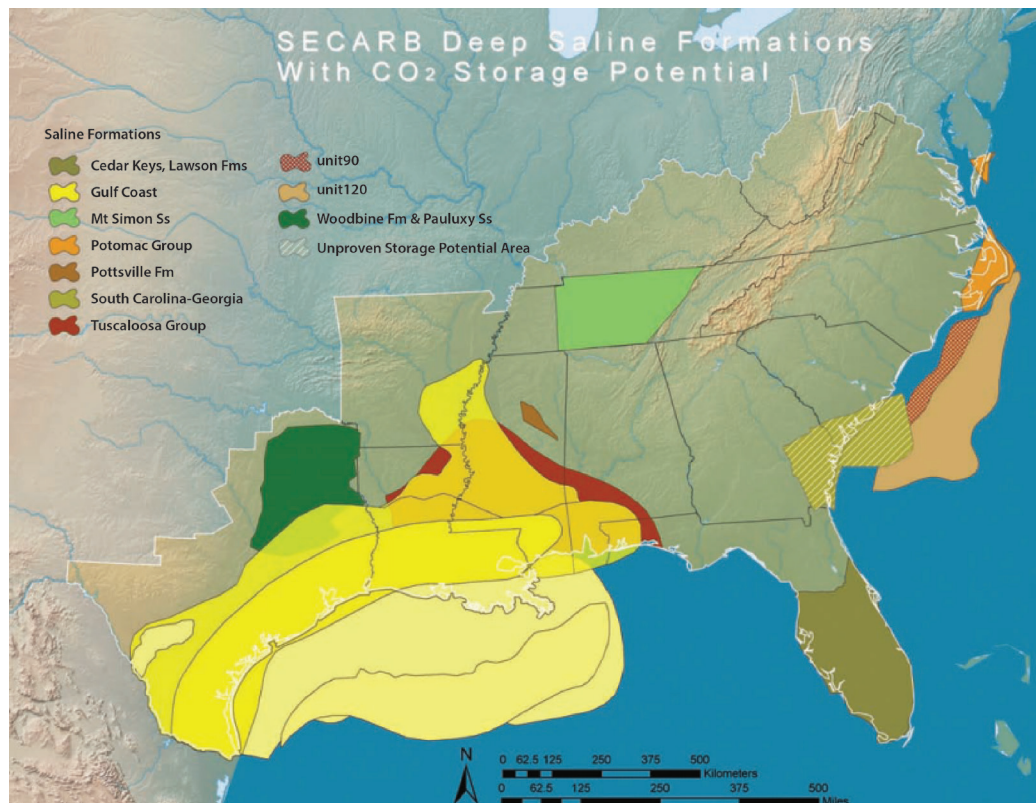 SECARB Deep Saline Formations
With CO2 Storage Potential
Saline Formations
Cedar Keys, Lawson Fms
Gulf Coast
Mt Simon Ss
Potomac Group
Pottsville Fm
South Carolina-Georgia
Tuscaloosa Group
unit90
unit120
Woodbine Fm & Pauluxy Ss
Unproven Storage Potential Area
N
0 62.5 125 250 375 500
Kilometers
0 62.5 125 250 375 500
Miles